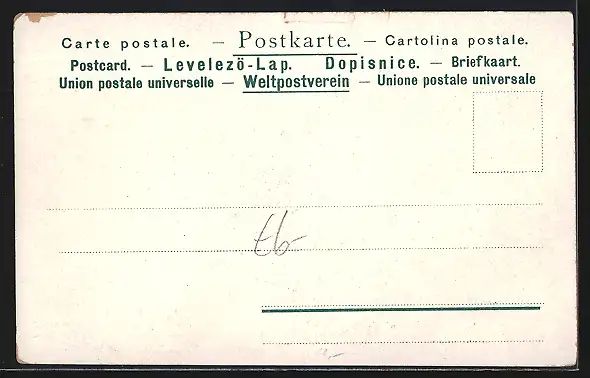 Carte postale. — Postkarte. — Cartolina postale.
Postcard. — Levelezö-Lap. Dopisnice. — Briefkaart.
Union postale universelle — Weltpostverein — Unione postale universale